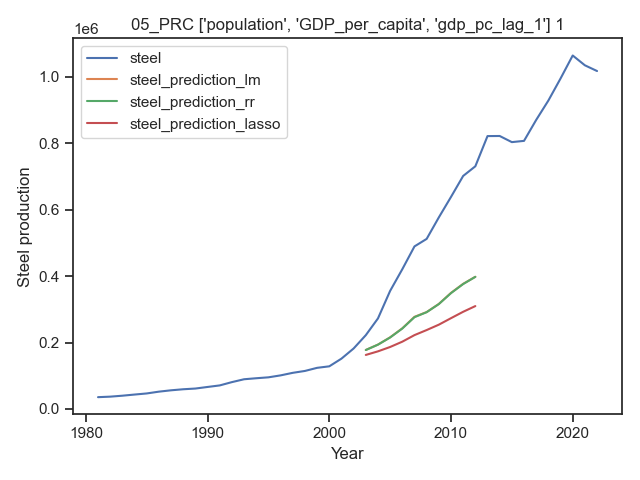 05_PRC ['population', 'GDP_per_capita', 'gdp_pc_lag_1'] 1
1e6
steel
steel_prediction_lm
steel_prediction_rr
steel_prediction_lasso
Steel production
1.0
0.8
0.6
0.4
0.2
0.0
1980 1990 2000 2010 2020
Year